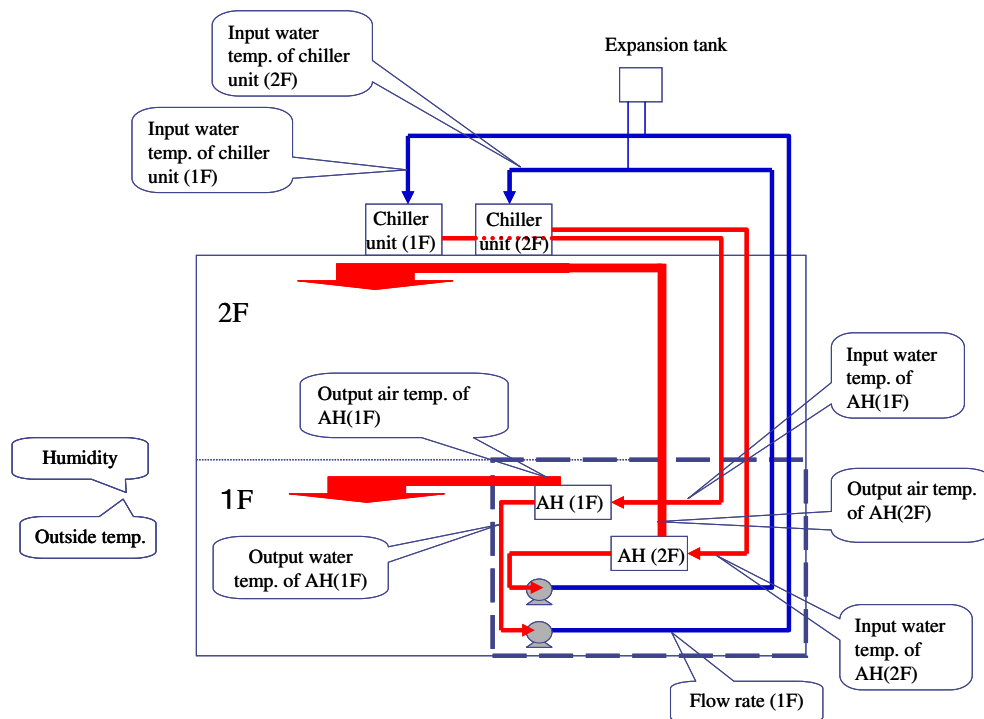 Input water
temp. of chiller
unit (2F)
Expansion tank
Input water
temp. of chiller
unit (1F)
Chiller
unit (1F)
Chiller
unit (2F)
2F
Input water
temp. of
AH(1F)
Output air temp. of
AH(1F)
Humidity
1F
AH (1F)
Output air temp.
of AH(2F)
Outside temp.
Output water
temp. of AH(1F)
AH (2F)
Input water
temp. of
AH(2F)
Flow rate (1F)